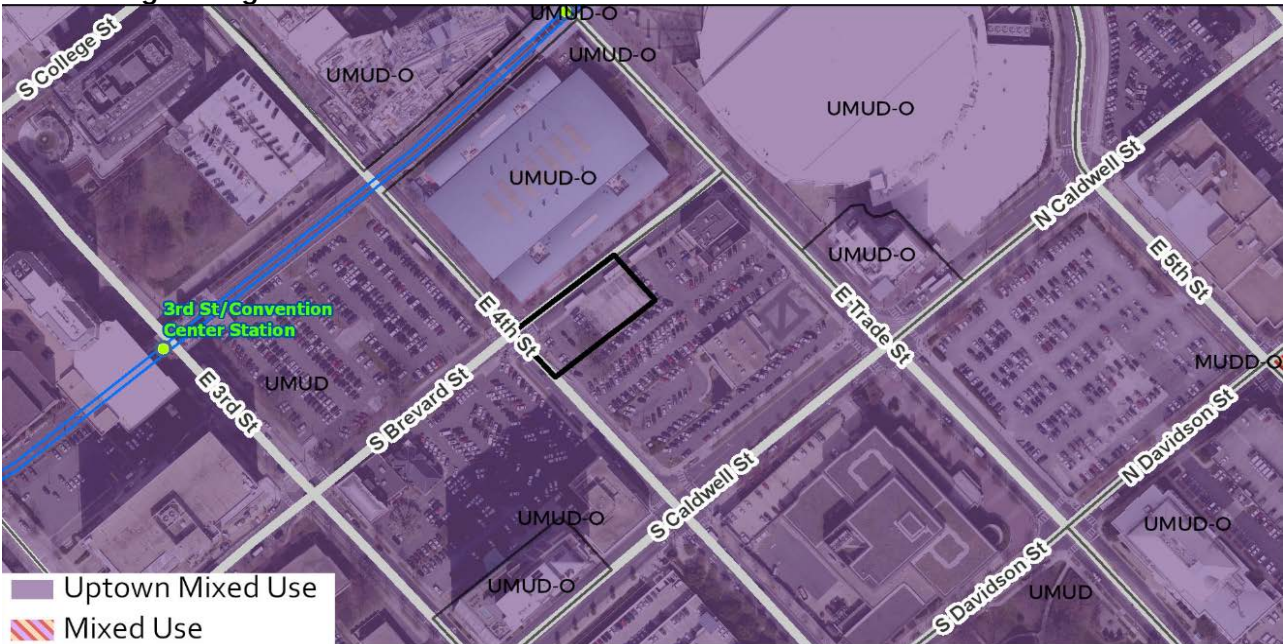 UMUD-O
S College St
UMUD-O
UMUD-O
UMUD-O
UMUD-O
N Caldwell St
UMUD-O
E 5th St
3rd St/Convention
Center Station
E 4th St
E Trade St
MUDD-O
E 3rd St
UMUD
S Brevard St
N Davidson St
S Caldwell St
UMUD-O
UMUD-O
UMUD-O
S Davidson St
UMUD
Uptown Mixed Use
Mixed Use